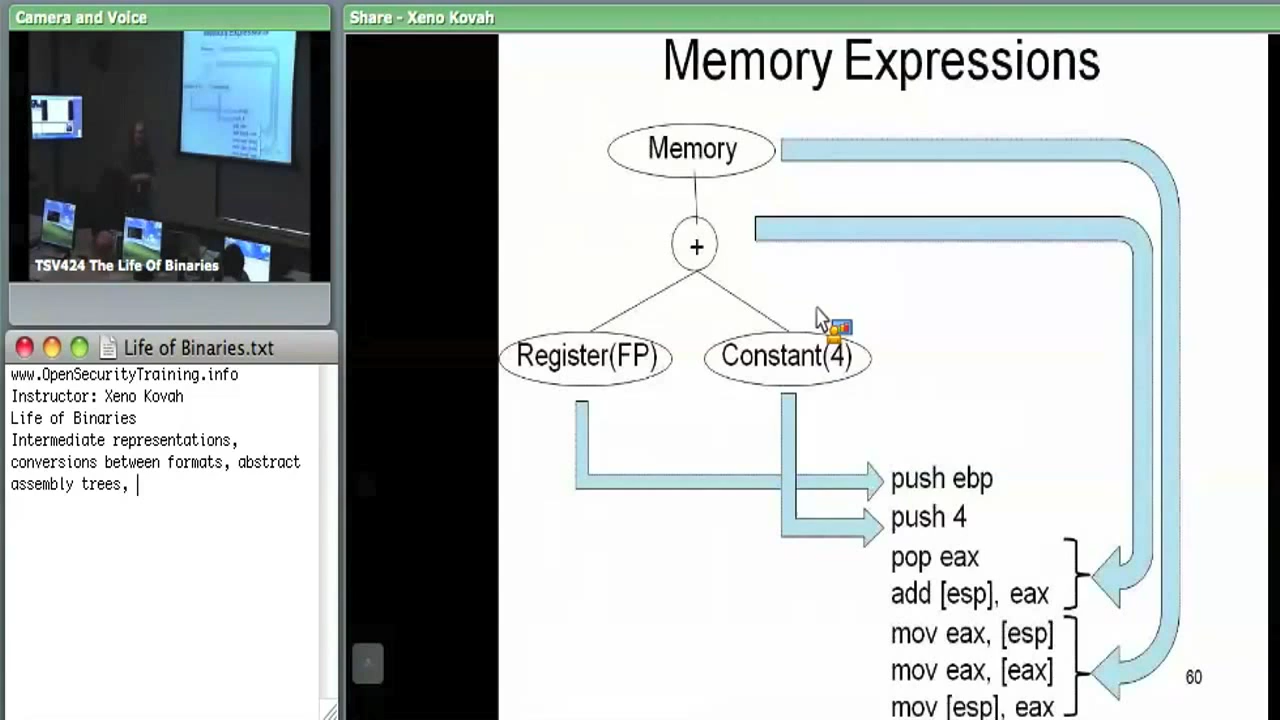 Camera and Voice
Share - Xeno Kovah
TSV424 The Life Of Binaries
Life of Binaries.txt
www.OpenSecurityTraining.info
Instructor: Xeno Kovah
Life of Binaries
Intermediate representations,
conversions between formats, abstract
assembly trees,
Memory Expressions
Memory
+
Register(FP)
Constant(4)
push ebp
push 4
pop eax
add [esp], eax
mov eax, [esp]
mov eax, [eax]
mov [esp], eax
60